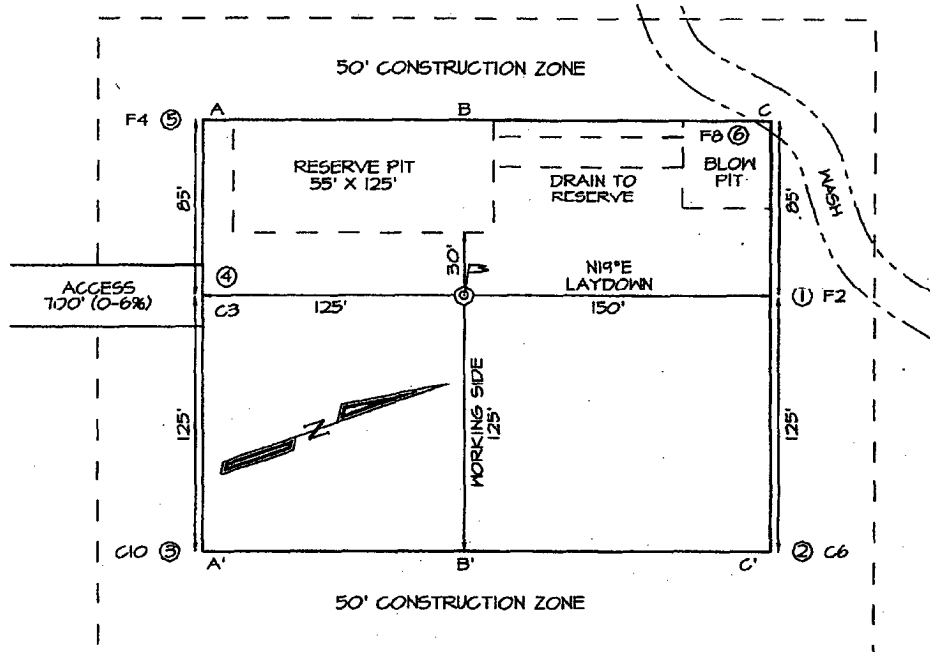 50' CONSTRUCTION ZONE
A
B
C
F4 ⑤
F8 ⑥
RESERVE PIT
55' X 125'
BLOW
PIT
DRAIN TO
RESERVE
WASH
85'
85'
30'
④
N19°E
LAYDOWN
ACCESS
700' (0-6%)
C3
125'
150'
① F2
WORKING SIDE
125'
125'
125'
N
C10 ③
② C6
A'
B'
C'
50' CONSTRUCTION ZONE